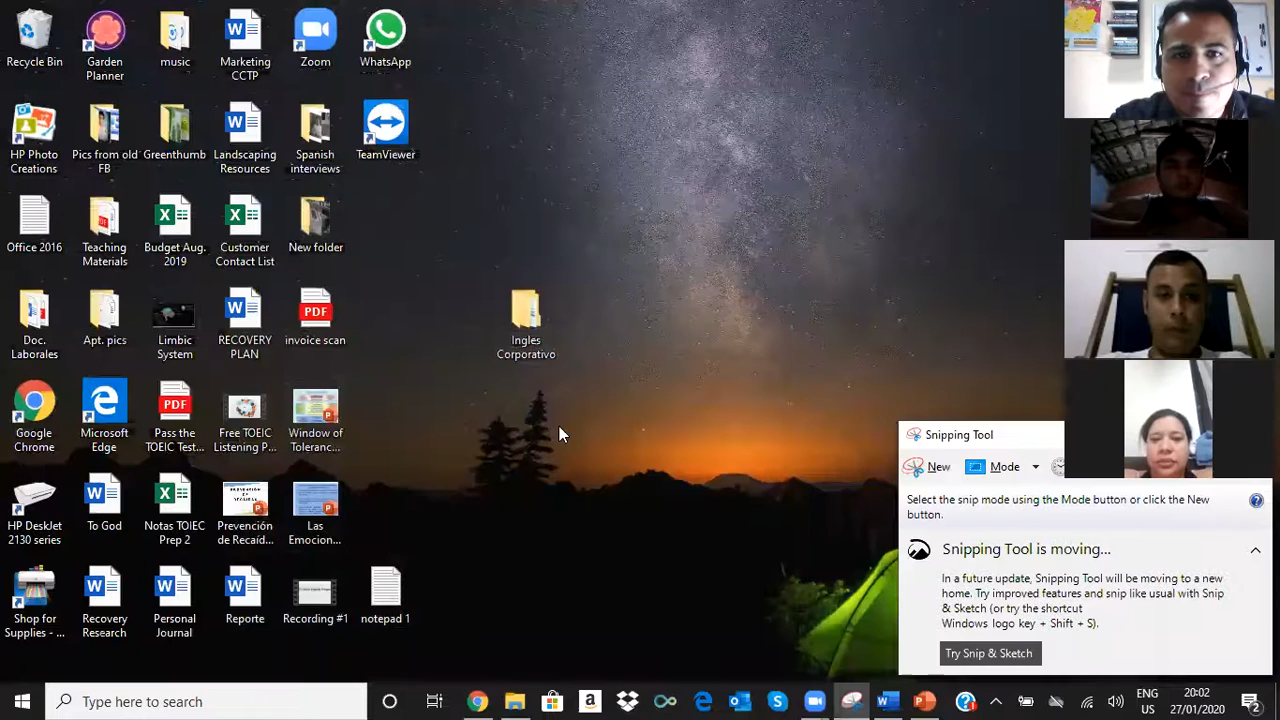 Recycle Bin
Garden
Planner
music
Marketing
CCTP
Zoom
WhatsApp
HP Photo
Creations
Pics from old
FB
Greenthumb
Landscaping
Resources
Spanish
interviews
TeamViewer
Office 2016
Teaching
Materials
Budget Aug.
2019
Customer
Contact List
New folder
Doc.
Laborales
Apt. pics
Limbic
System
RECOVERY
PLAN
PDF
invoice scan
Ingles
Corporativo
Google
Chrome
Microsoft
Edge
PDF
Pass the
TOEIC Test...
Free TOEIC
Listening P...
Window of
Toleranc...
HP DeskJet
2130 series
To God
Notas TOIEC
Prep 2
Prevención
de Recaíd...
Las
Emocion...
Shop for
Supplies - ...
Recovery
Research
Personal
Journal
Reporte
Recording #1
notepad 1
Snipping Tool
New
Mode
Select the snip mode using the Mode button or click the New
button.
Snipping Tool is moving...
In a future update, Snipping Tool will be moving to a new
home. Try improved features and snip like usual with Snip
& Sketch (or try the shortcut
Windows logo key + Shift + S).
Try Snip & Sketch
Type here to search
ENG
US
20:02
27/01/2020
2